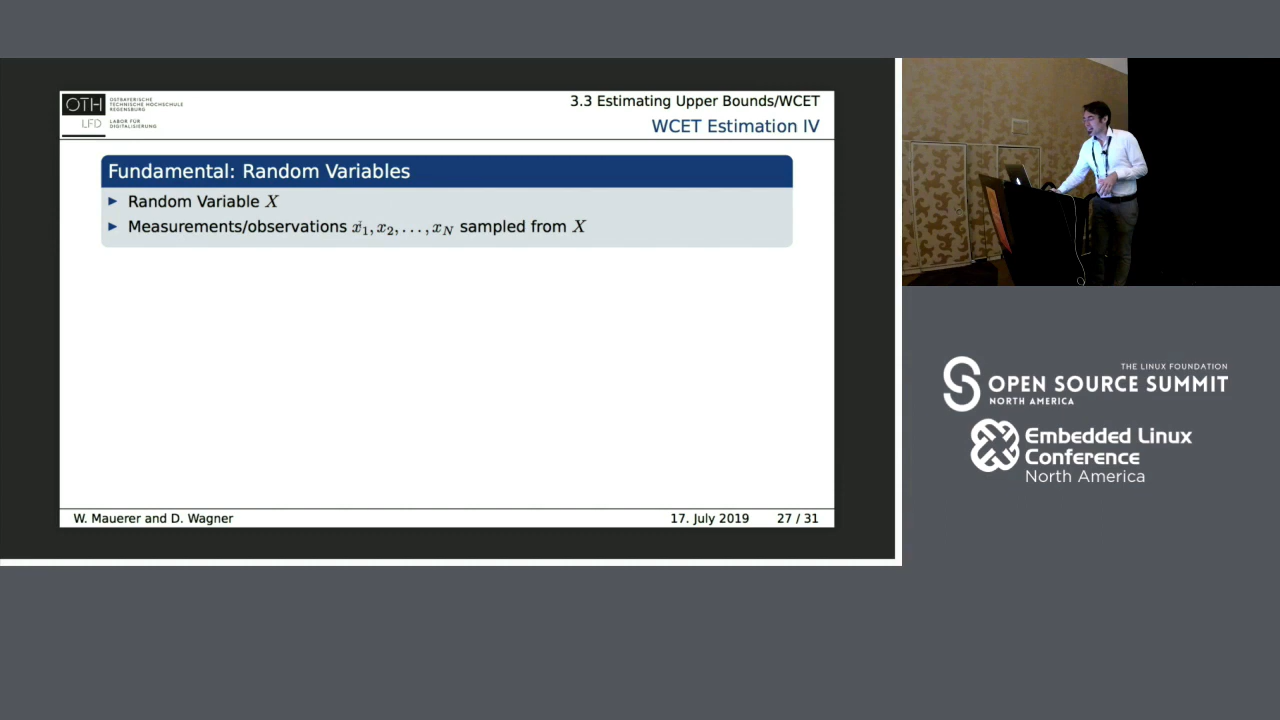 OTH
OSTBAYERISCHE
TECHNISCHE HOCHSCHULE
REGENSBURG
LFD
LABOR FÜR
DIGITALISIERUNG
3.3 Estimating Upper Bounds/WCET
WCET Estimation IV
Fundamental: Random Variables
▶ Random Variable X
▶ Measurements/observations x₁, x₂, . . . , x_N sampled from X
W. Mauerer and D. Wagner
17. July 2019
27 / 31
THE LINUX FOUNDATION
OPEN SOURCE SUMMIT
NORTH AMERICA
Embedded Linux
Conference
North America